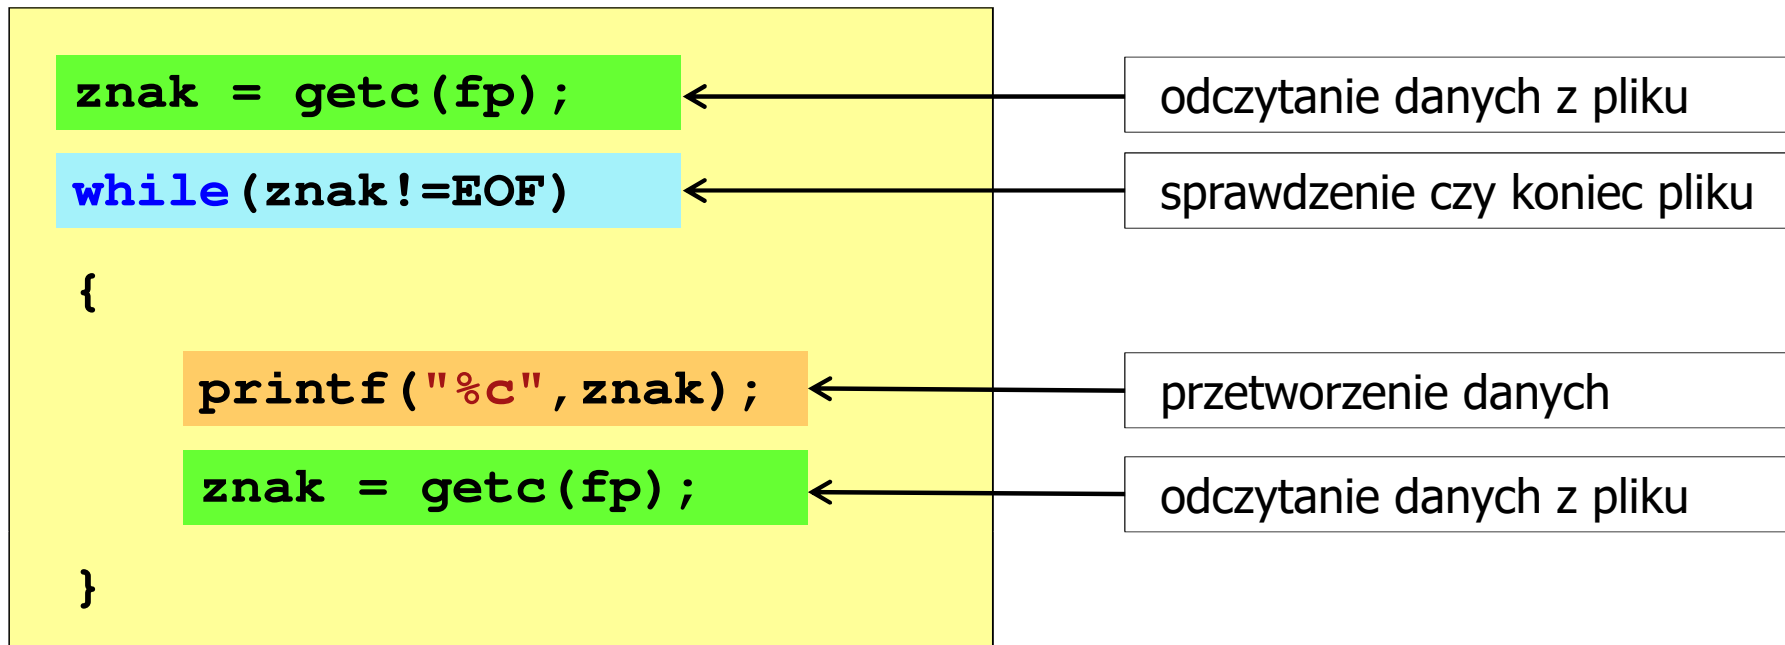 znak = getc(fp);
odczytanie danych z pliku
while(znak!=EOF)
sprawdzenie czy koniec pliku
{
printf("%c",znak);
przetworzenie danych
znak = getc(fp);
odczytanie danych z pliku
}